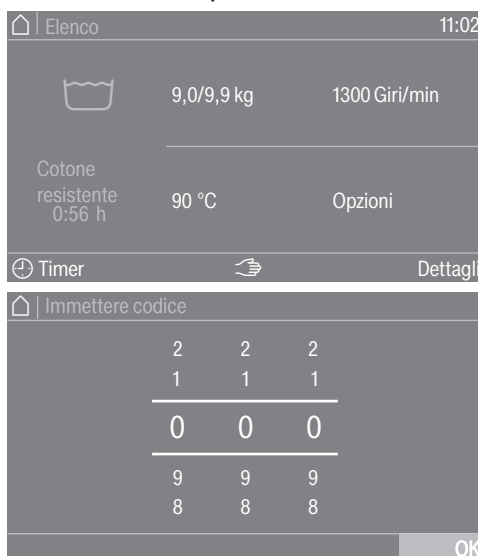 Elenco 11:02
9,0/9,9 kg 1300 Giri/min
Cotone
resistente
0:56 h
90 °C Opzioni
Timer Dettagli
Immettere codice
2 2 2
1 1 1
0 0 0
9 9 9
8 8 8
OK